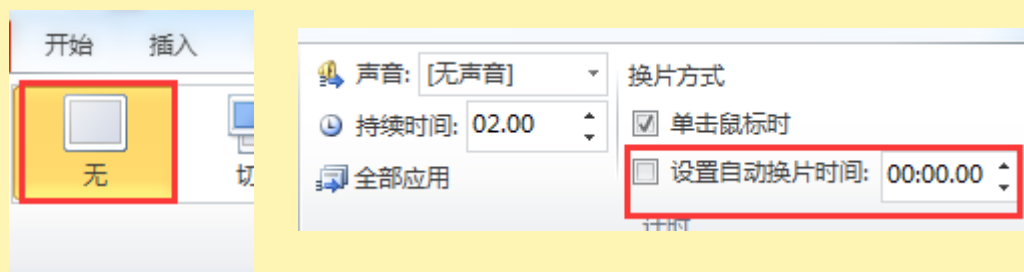 开始 插入
无
切
声音: [无声音]
持续时间: 02.00
全部应用
换片方式
单击鼠标时
设置自动换片时间: 00:00.00
计时